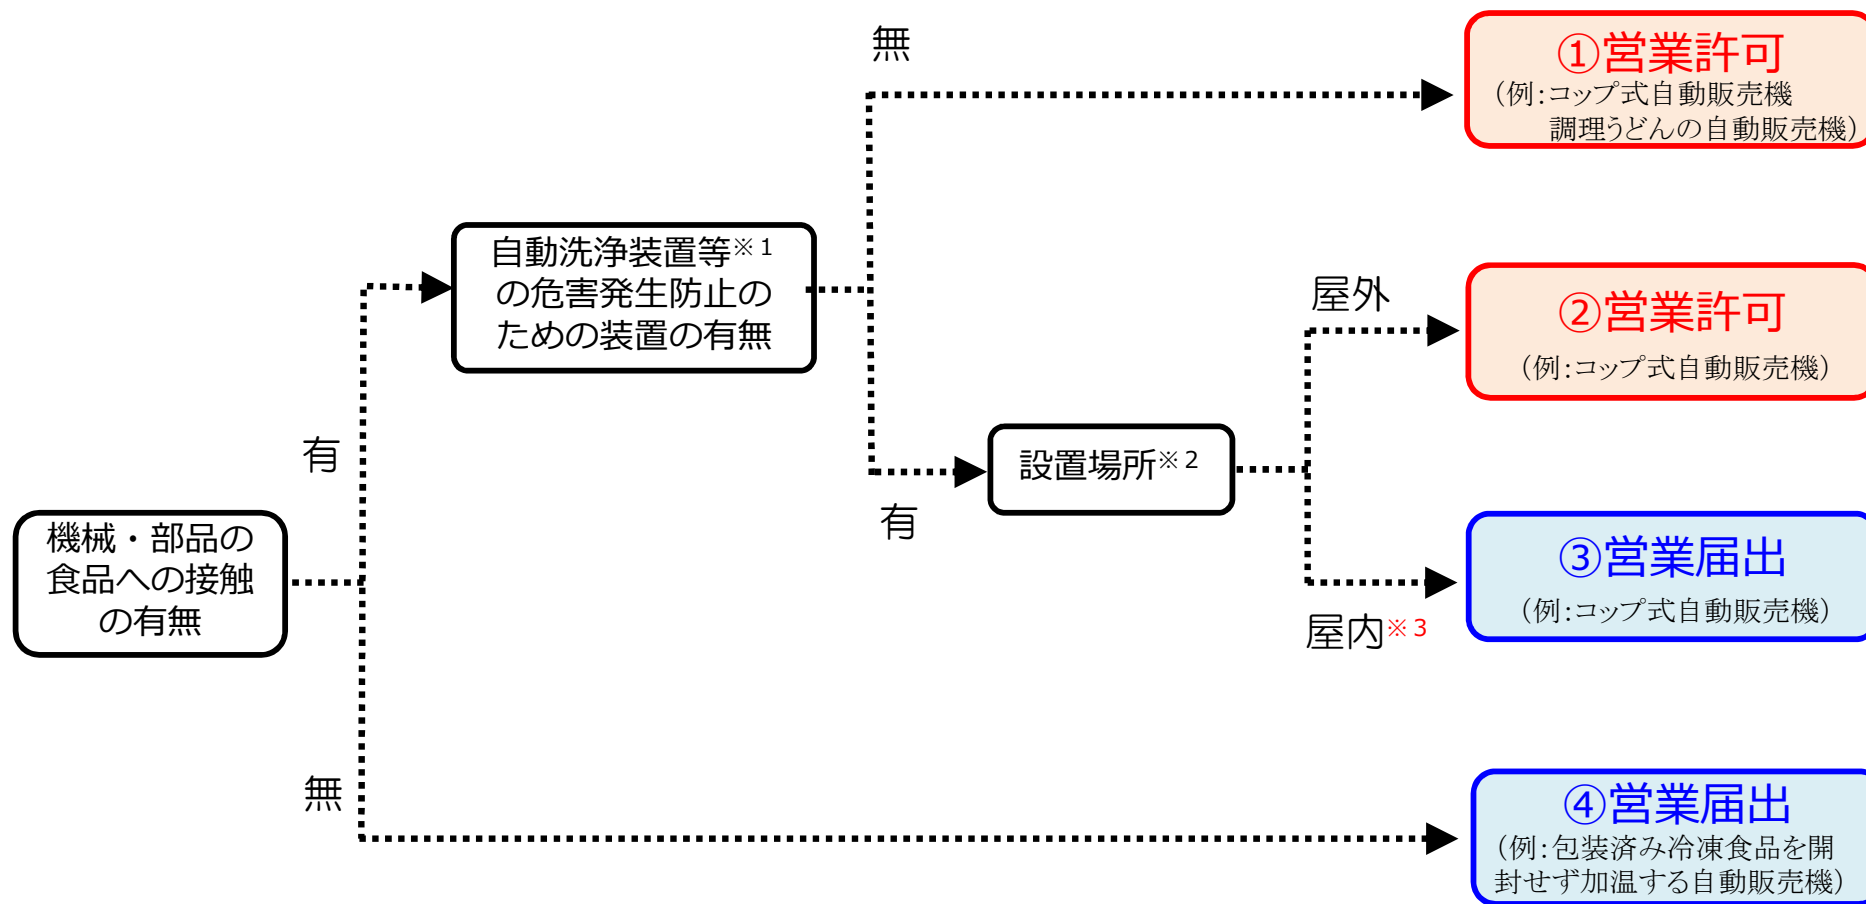 機械・部品の
食品への接触
の有無
有
無
自動洗浄装置等※1
の危害発生防止の
ための装置の有無
無
有
設置場所※2
屋外
屋内※3
①営業許可
(例:コップ式自動販売機
調理うどんの自動販売機)
②営業許可
(例:コップ式自動販売機)
③営業届出
(例:コップ式自動販売機)
④営業届出
(例:包装済み冷凍食品を開
封せず加温する自動販売機)